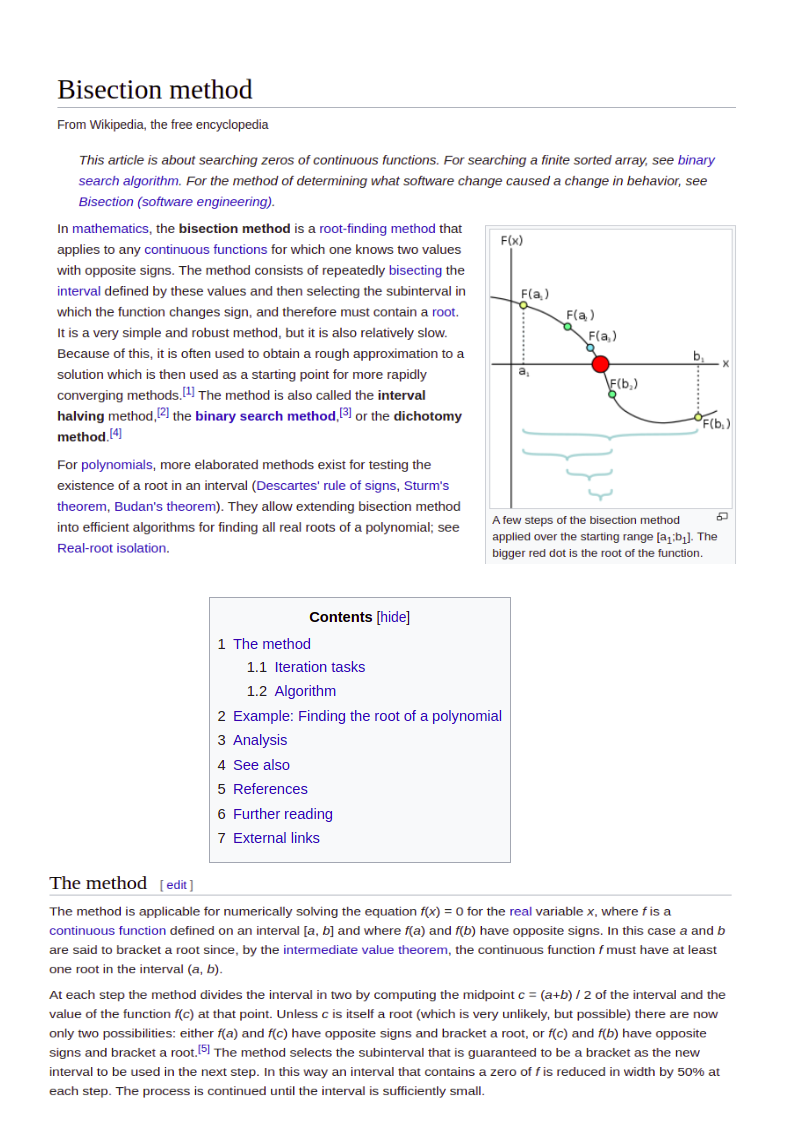 Bisection method
From Wikipedia, the free encyclopedia
This article is about searching zeros of continuous functions. For searching a finite sorted array, see binary
search algorithm. For the method of determining what software change caused a change in behavior, see
Bisection (software engineering).
In mathematics, the bisection method is a root-finding method that
applies to any continuous functions for which one knows two values
with opposite signs. The method consists of repeatedly bisecting the
interval defined by these values and then selecting the subinterval in
which the function changes sign, and therefore must contain a root.
It is a very simple and robust method, but it is also relatively slow.
Because of this, it is often used to obtain a rough approximation to a
solution which is then used as a starting point for more rapidly
converging methods.[1] The method is also called the interval
halving method,[2] the binary search method,[3] or the dichotomy
method.[4]
For polynomials, more elaborated methods exist for testing the
existence of a root in an interval (Descartes' rule of signs, Sturm's
theorem, Budan's theorem). They allow extending bisection method
into efficient algorithms for finding all real roots of a polynomial; see
Real-root isolation.
F(x)
F(a₁)
F(a₂)
F(a₃)
b₁
x
a₁
F(b₂)
F(b₁)
A few steps of the bisection method
applied over the starting range [a₁;b₁]. The
bigger red dot is the root of the function.
Contents [hide]
1 The method
1.1 Iteration tasks
1.2 Algorithm
2 Example: Finding the root of a polynomial
3 Analysis
4 See also
5 References
6 Further reading
7 External links
The method [ edit ]
The method is applicable for numerically solving the equation f(x) = 0 for the real variable x, where f is a
continuous function defined on an interval [a, b] and where f(a) and f(b) have opposite signs. In this case a and b
are said to bracket a root since, by the intermediate value theorem, the continuous function f must have at least
one root in the interval (a, b).
At each step the method divides the interval in two by computing the midpoint c = (a+b) / 2 of the interval and the
value of the function f(c) at that point. Unless c is itself a root (which is very unlikely, but possible) there are now
only two possibilities: either f(a) and f(c) have opposite signs and bracket a root, or f(c) and f(b) have opposite
signs and bracket a root.[5] The method selects the subinterval that is guaranteed to be a bracket as the new
interval to be used in the next step. In this way an interval that contains a zero of f is reduced in width by 50% at
each step. The process is continued until the interval is sufficiently small.